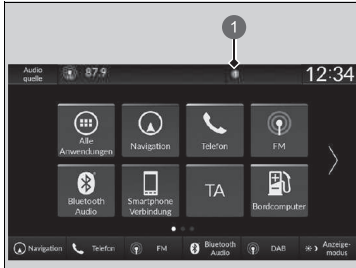 1
Audio
quelle
87.9
12:34
Alle
Anwendungen
Navigation
Telefon
FM
Bluetooth
Audio
Smartphone
Verbindung
TA
Bordcomputer
Navigation
Telefon
FM
Bluetooth
Audio
DAB
Anzeige-
modus